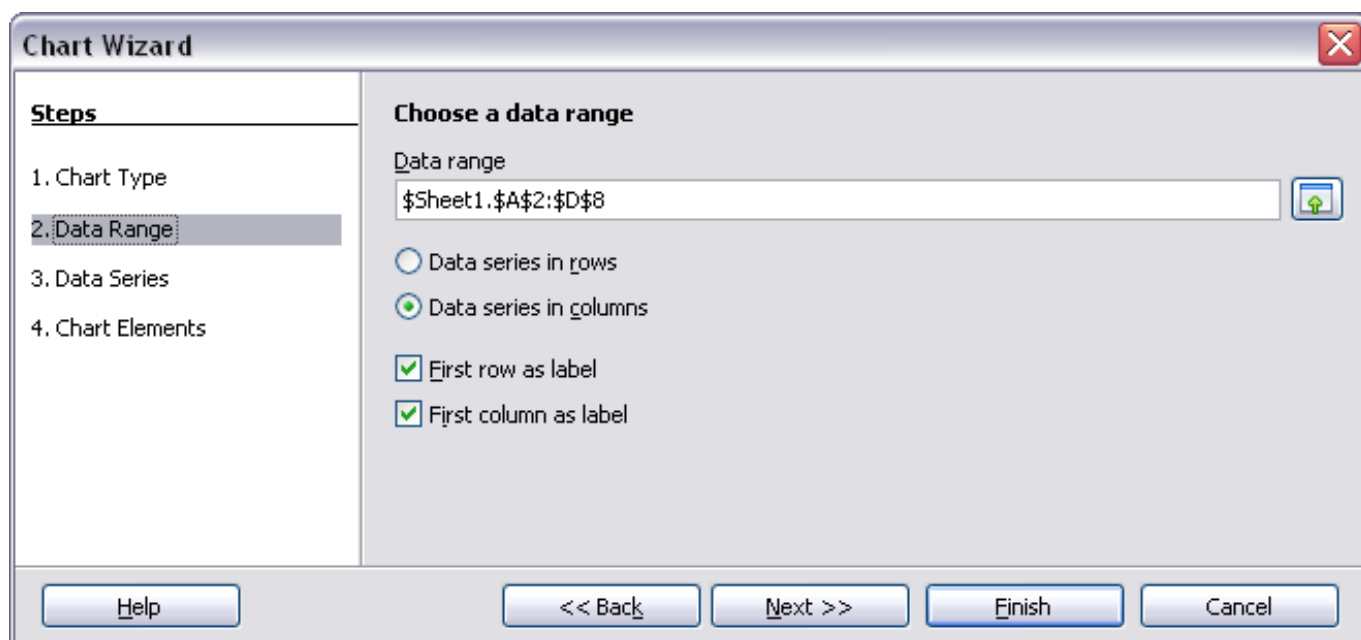 Chart Wizard
Steps
1. Chart Type
2. Data Range
3. Data Series
4. Chart Elements
Choose a data range
Data range
$Sheet1.$A$2:$D$8
Data series in rows
Data series in columns
First row as label
First column as label
Help
<< Back
Next >>
Finish
Cancel